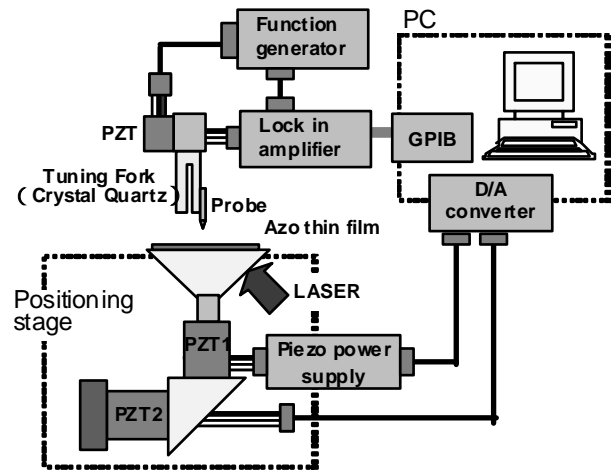 PC
Function
generator
PZT
Lock in
amplifier
GPIB
Tuning Fork
(Crystal Quartz)
Probe
D/A
converter
Azo thin film
Positioning
stage
LASER
PZT1
Piezo power
supply
PZT2